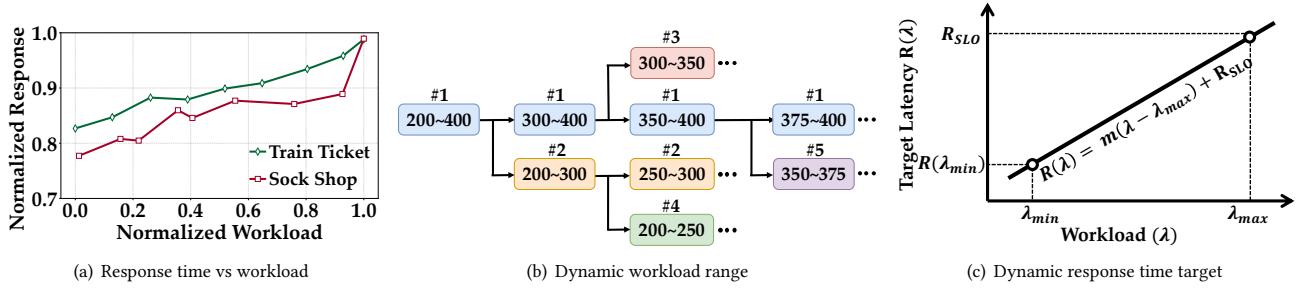 Normalized Response
1.0
0.9
0.8
0.7
Train Ticket
Sock Shop
0.0 0.2 0.4 0.6 0.8 1.0
Normalized Workload
(a) Response time vs workload
#3
300~350 •••
#1 #1 #1 #1
200~400 300~400 350~400 375~400 •••
#2 #2 #5
200~300 250~300 ••• 350~375 •••
#4
200~250 •••
(b) Dynamic workload range
Target Latency R(λ)
R_SLO
R(λ) = m(λ − λ_max) + R_SLO
R(λ_min)
λ_min λ_max
Workload (λ)
(c) Dynamic response time target